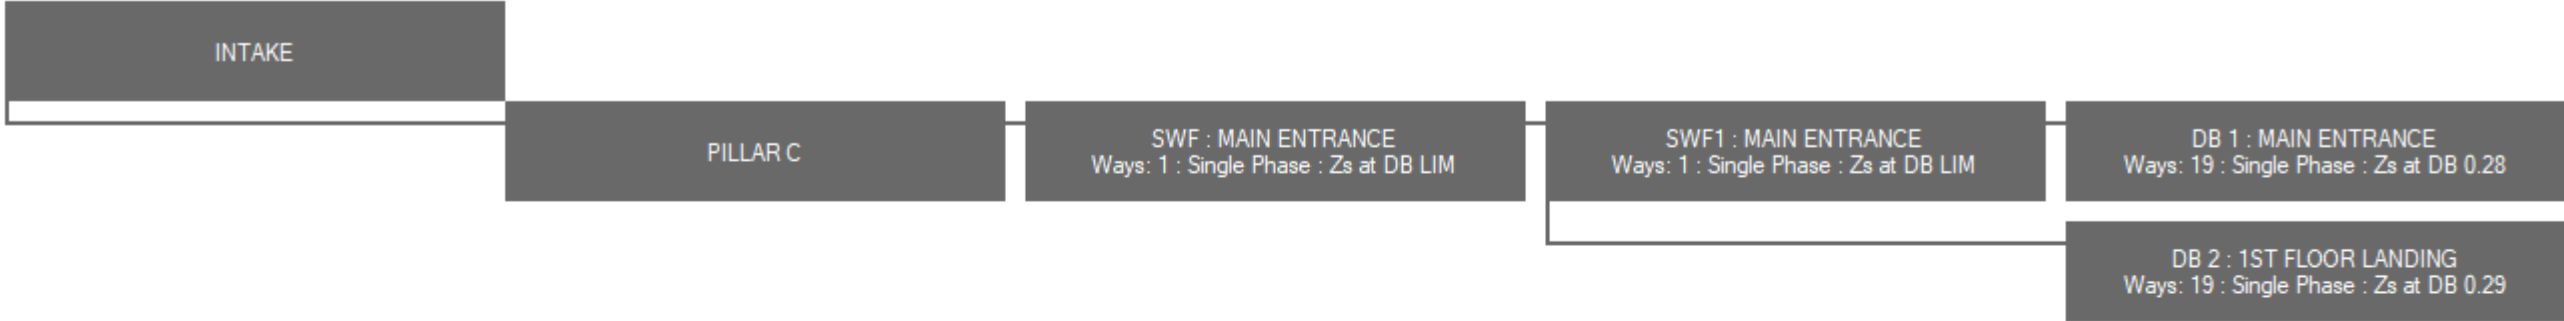 INTAKE
PILLAR C
SWF : MAIN ENTRANCE
Ways: 1 : Single Phase : Zs at DB LIM
SWF1 : MAIN ENTRANCE
Ways: 1 : Single Phase : Zs at DB LIM
DB 1 : MAIN ENTRANCE
Ways: 19 : Single Phase : Zs at DB 0.28
DB 2 : 1ST FLOOR LANDING
Ways: 19 : Single Phase : Zs at DB 0.29